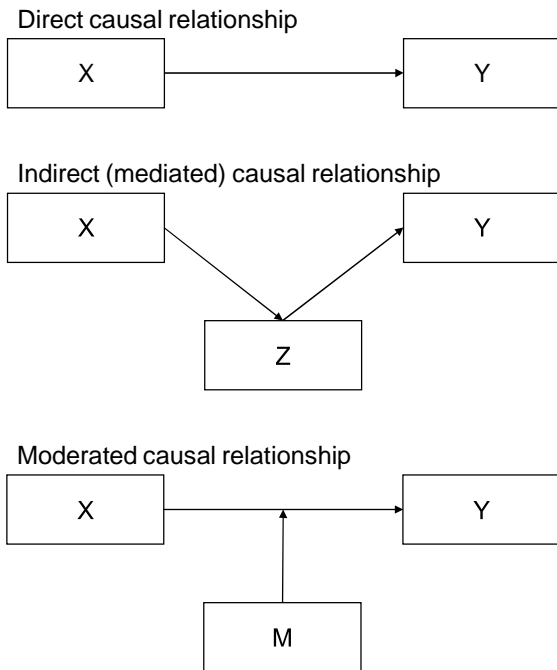 Direct causal relationship
X Y
Indirect (mediated) causal relationship
X Y
Z
Moderated causal relationship
X Y
M